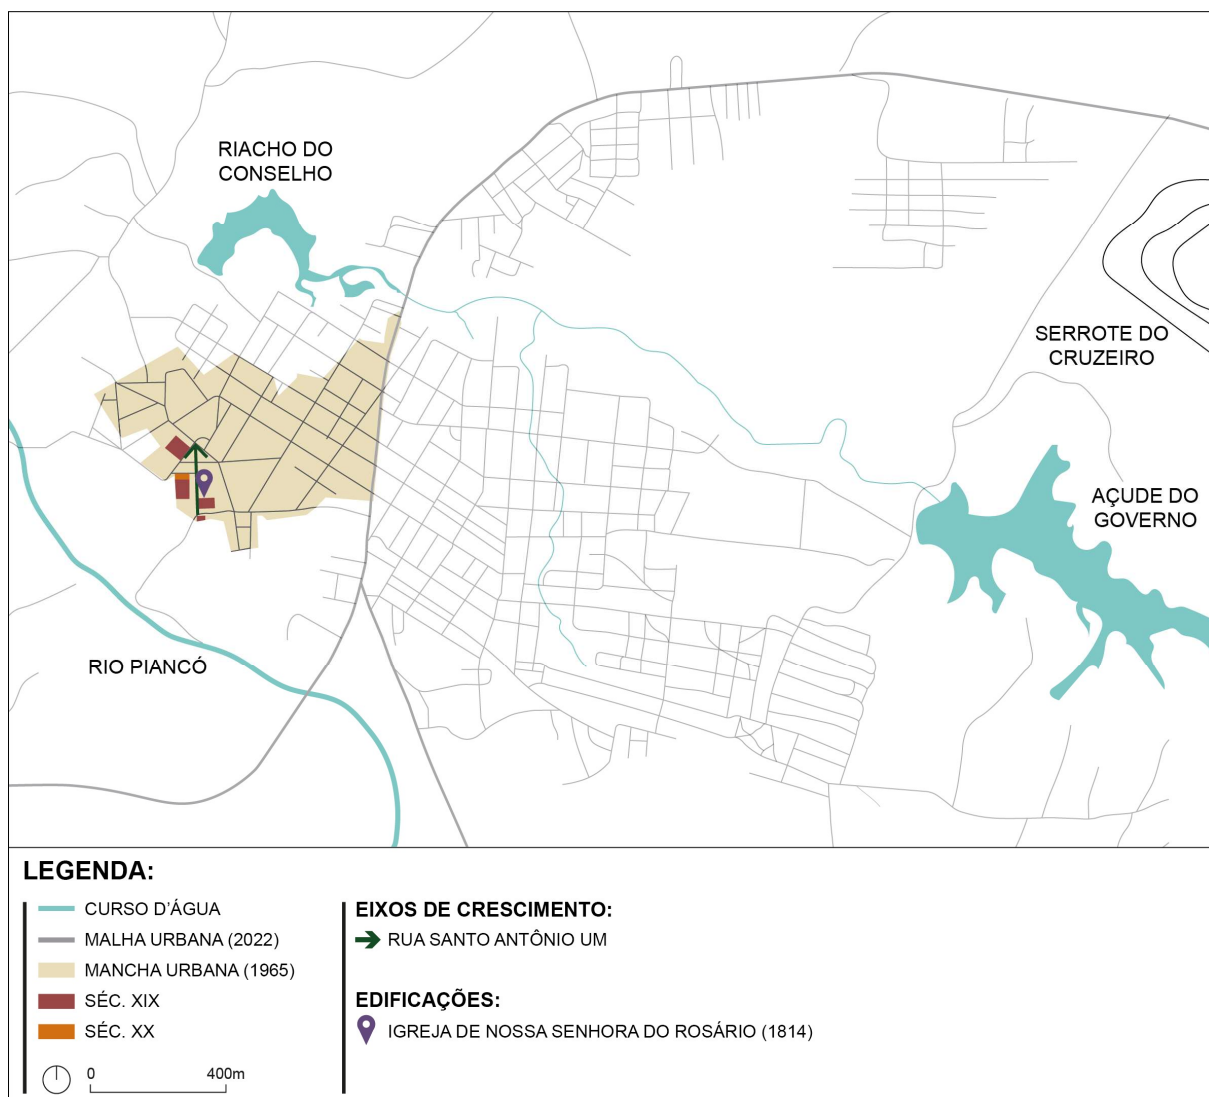 RIACHO DO
CONSELHO
SERROTE DO
CRUZEIRO
AÇUDE DO
GOVERNO
RIO PIANCÓ
LEGENDA:
CURSO D'ÁGUA
MALHA URBANA (2022)
MANCHA URBANA (1965)
SÉC. XIX
SÉC. XX
0 400m
EIXOS DE CRESCIMENTO:
RUA SANTO ANTÔNIO UM
EDIFICAÇÕES:
IGREJA DE NOSSA SENHORA DO ROSÁRIO (1814)